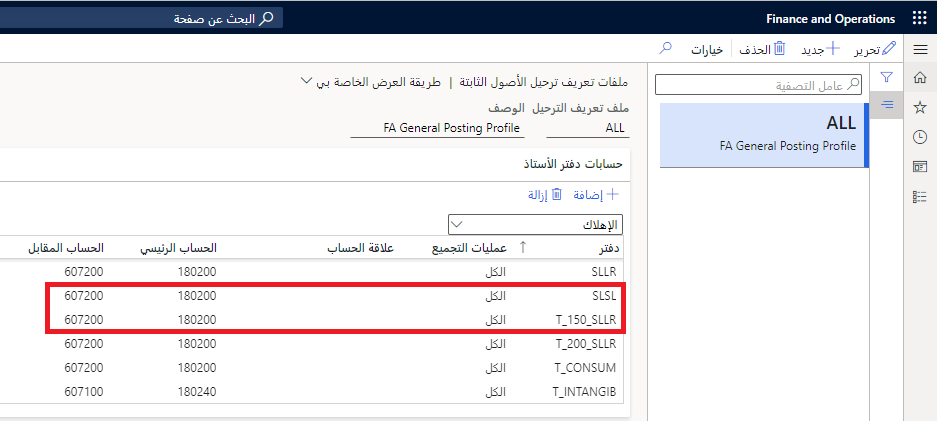 Finance and Operations
البحث عن صفحة
تحرير
جديد
الحذف
خيارات
عامل التصفية
ALL
FA General Posting Profile
ملفات تعريف ترحيل الأصول الثابتة | طريقة العرض الخاصة بي
ملف تعريف الترحيل الوصف
ALL FA General Posting Profile
حسابات دفتر الأستاذ
إضافة إزالة
الإهلاك
دفتر عمليات التجميع علاقة الحساب الحساب الرئيسي الحساب المقابل
SLLR الكل 180200 607200
SLSL الكل 180200 607200
T_150_SLLR الكل 180200 607200
T_200_SLLR الكل 180200 607200
T_CONSUM الكل 180200 607200
T_INTANGIB الكل 180240 607100